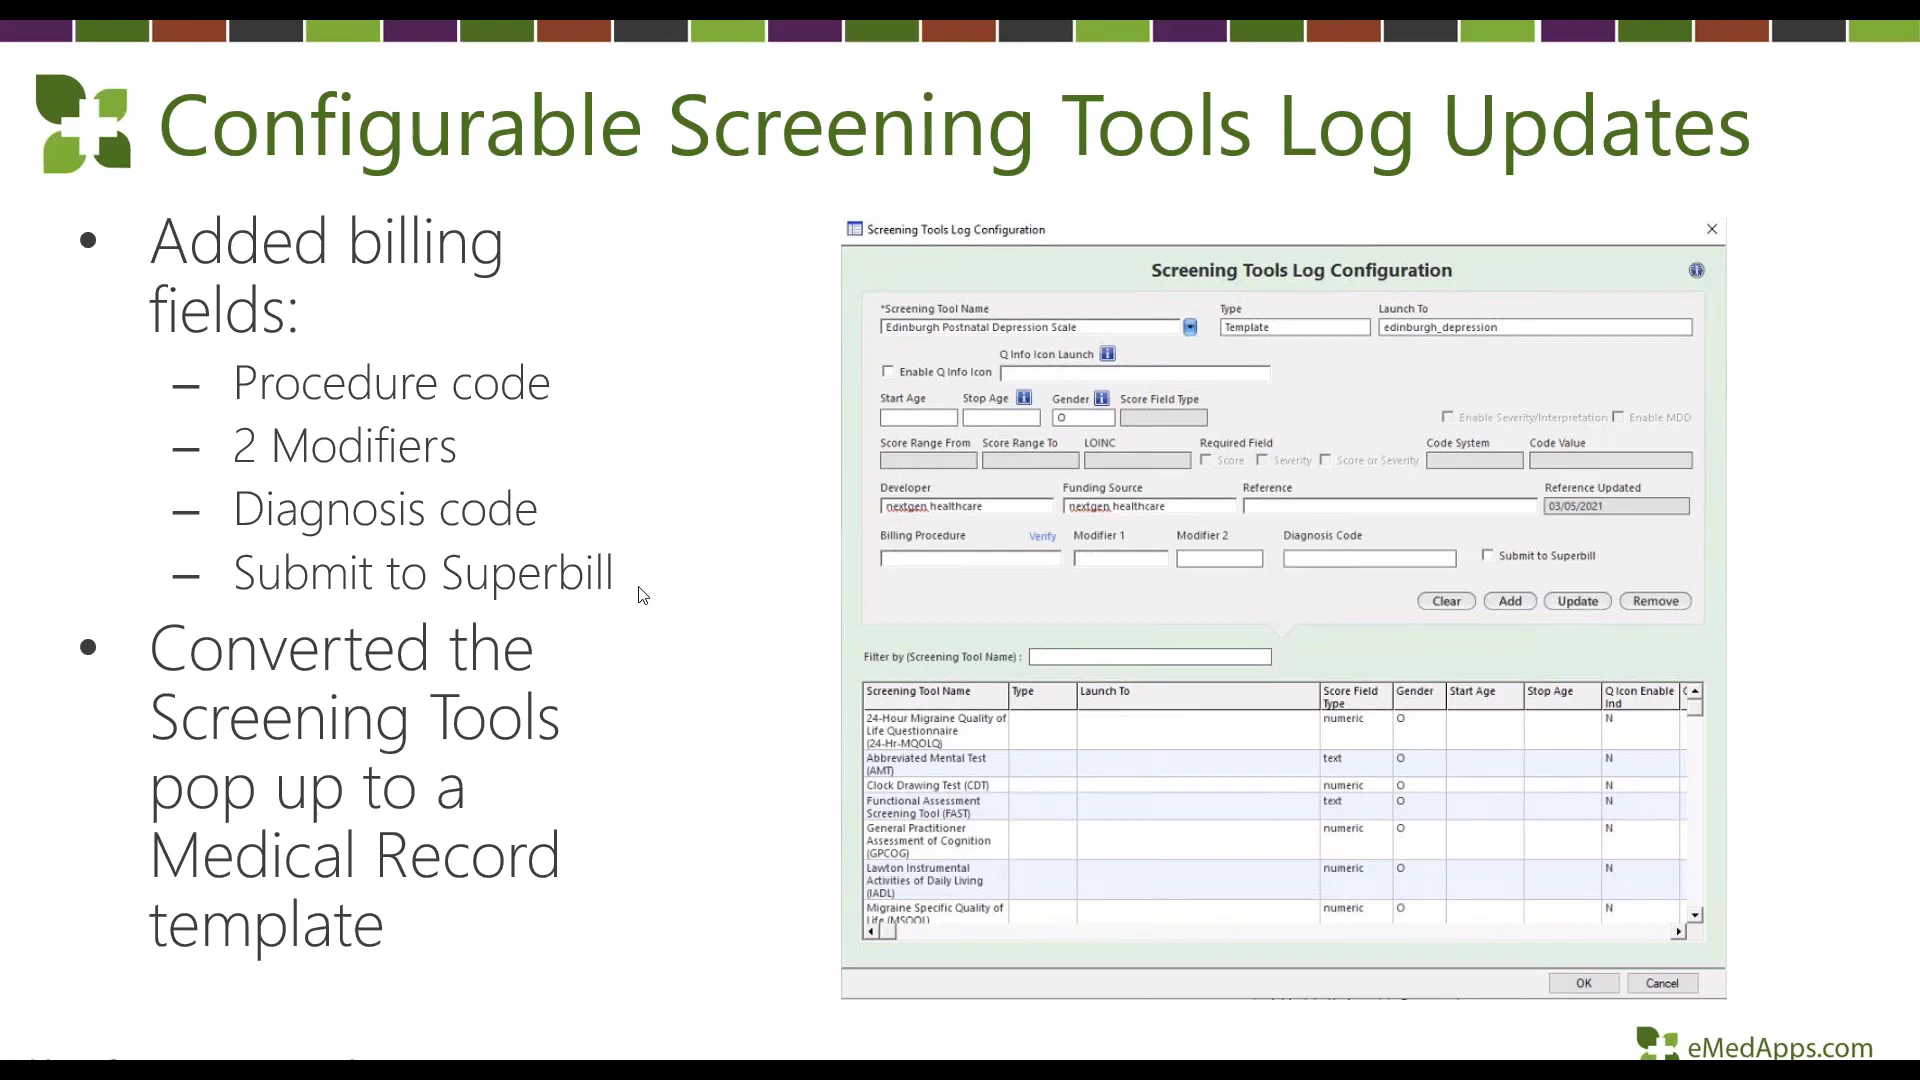 Configurable Screening Tools Log Updates
• Added billing
fields:
– Procedure code
– 2 Modifiers
– Diagnosis code
– Submit to Superbill
• Converted the
Screening Tools
pop up to a
Medical Record
template
Screening Tools Log Configuration
Screening Tools Log Configuration
*Screening Tool Name Type Launch To
Edinburgh Postnatal Depression Scale Template edinburgh_depression
Q Info Icon Launch
Enable Q Info Icon
Start Age Stop Age Gender Score Field Type
O Enable Severity/Interpretation Enable MDD
Score Range From Score Range To LOINC Required Field Code System Code Value
Score Severity Score or Severity
Developer Funding Source Reference Reference Updated
nextgen healthcare nextgen healthcare 03/05/2021
Billing Procedure Verify Modifier 1 Modifier 2 Diagnosis Code
Submit to Superbill
Clear Add Update Remove
Filter by (Screening Tool Name) :
Screening Tool Name Type Launch To Score Field Gender Start Age Stop Age Q Icon Enable
Type Ind
24-Hour Migraine Quality of numeric O N
Life Questionnaire
(24-Hr-MQOLQ)
Abbreviated Mental Test text O N
(AMT)
Clock Drawing Test (CDT) numeric O N
Functional Assessment text O N
Screening Tool (FAST)
General Practitioner numeric O N
Assessment of Cognition
(GPCOG)
Lawton Instrumental numeric O N
Activities of Daily Living
(IADL)
Migraine Specific Quality of numeric O N
Life (MSQOL)
OK Cancel
eMedApps.com